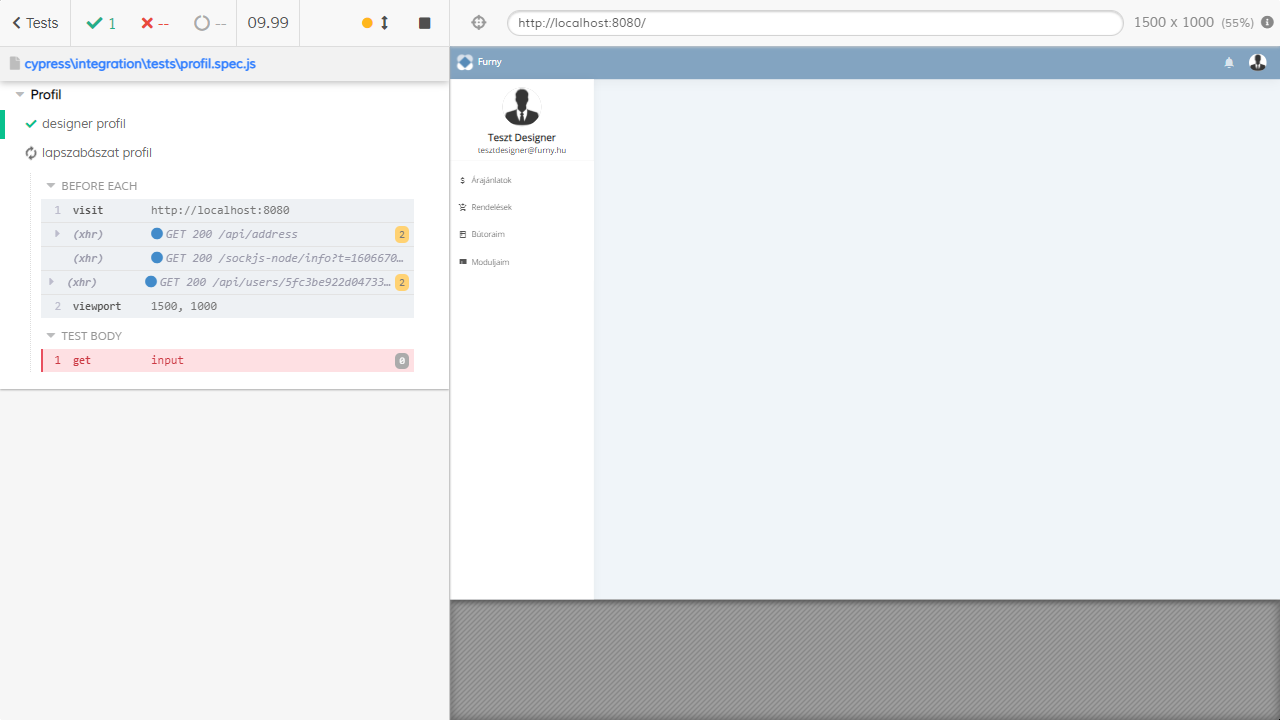 Tests 1 -- -- 09.99
http://localhost:8080/ 1500 x 1000 (55%)
cypress\integration\tests\profil.spec.js
Profil
designer profil
lapszabászat profil
BEFORE EACH
1 visit http://localhost:8080
(xhr) GET 200 /api/address 2
(xhr) GET 200 /sockjs-node/info?t=1606670…
(xhr) GET 200 /api/users/5fc3be922d04733… 2
2 viewport 1500, 1000
TEST BODY
1 get input 0
Furny
Teszt Designer
tesztdesigner@furny.hu
Árajánlatok
Rendelések
Bútoraim
Moduljaim